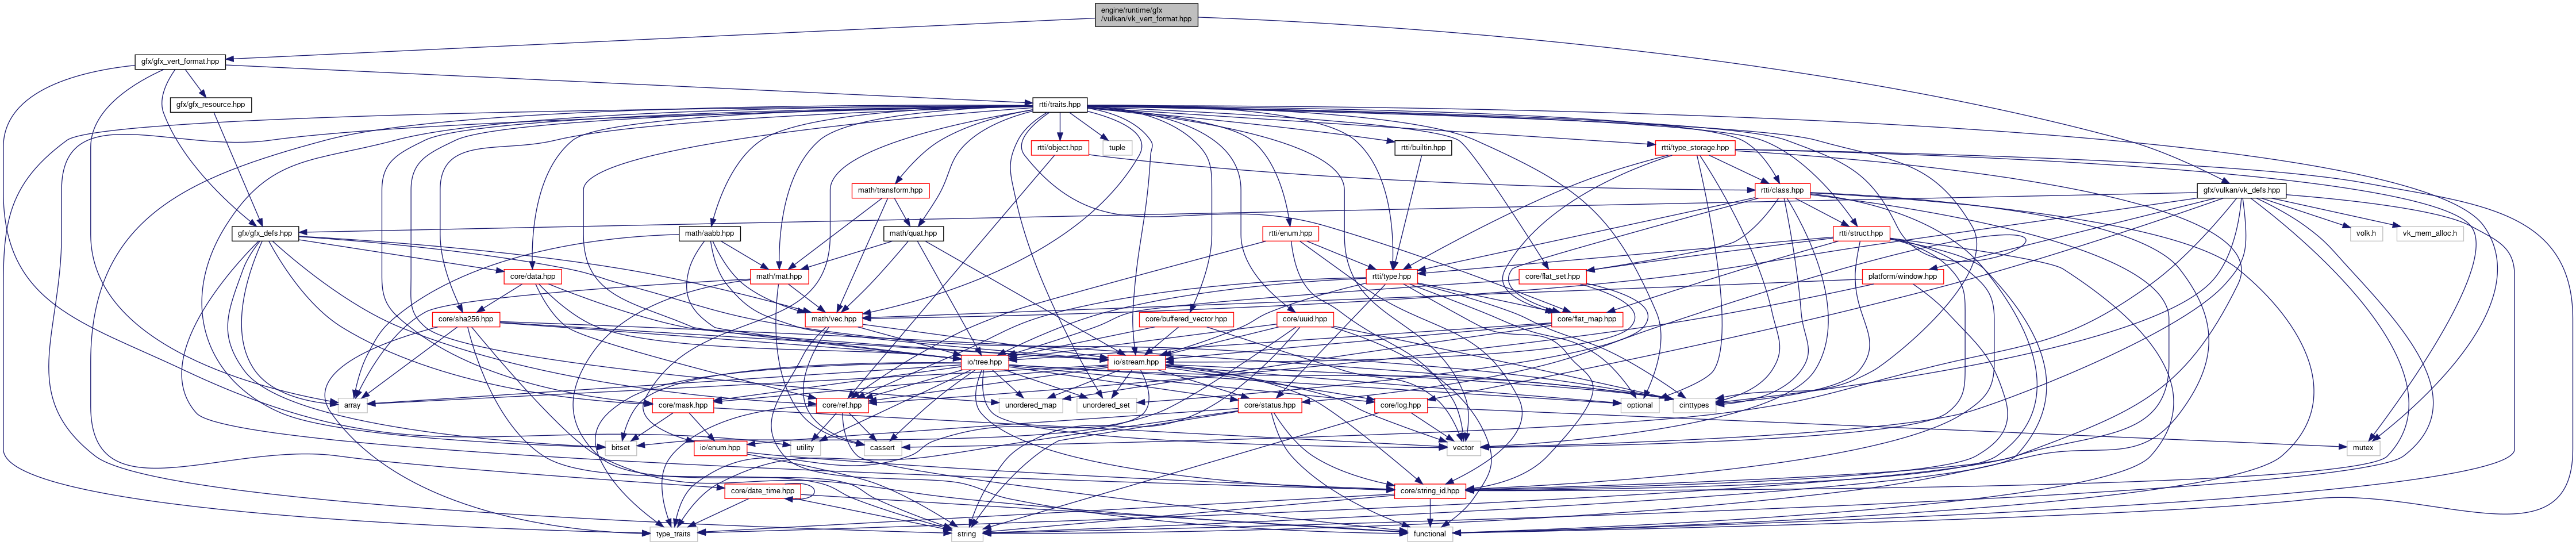 engine/runtime/gfx
/vulkan/vk_vert_format.hpp
gfx/gfx_vert_format.hpp
gfx/gfx_resource.hpp
rtti/traits.hpp
rtti/object.hpp
tuple
rtti/builtin.hpp
rtti/type_storage.hpp
math/transform.hpp
rtti/class.hpp
gfx/vulkan/vk_defs.hpp
gfx/gfx_defs.hpp
math/aabb.hpp
math/quat.hpp
rtti/enum.hpp
rtti/struct.hpp
volk.h
vk_mem_alloc.h
core/data.hpp
math/mat.hpp
rtti/type.hpp
core/flat_set.hpp
platform/window.hpp
core/sha256.hpp
math/vec.hpp
core/buffered_vector.hpp
core/uuid.hpp
core/flat_map.hpp
io/tree.hpp
io/stream.hpp
array
core/mask.hpp
core/ref.hpp
unordered_map
unordered_set
core/status.hpp
core/log.hpp
optional
cinttypes
bitset
io/enum.hpp
utility
cassert
vector
mutex
core/date_time.hpp
core/string_id.hpp
type_traits
string
functional